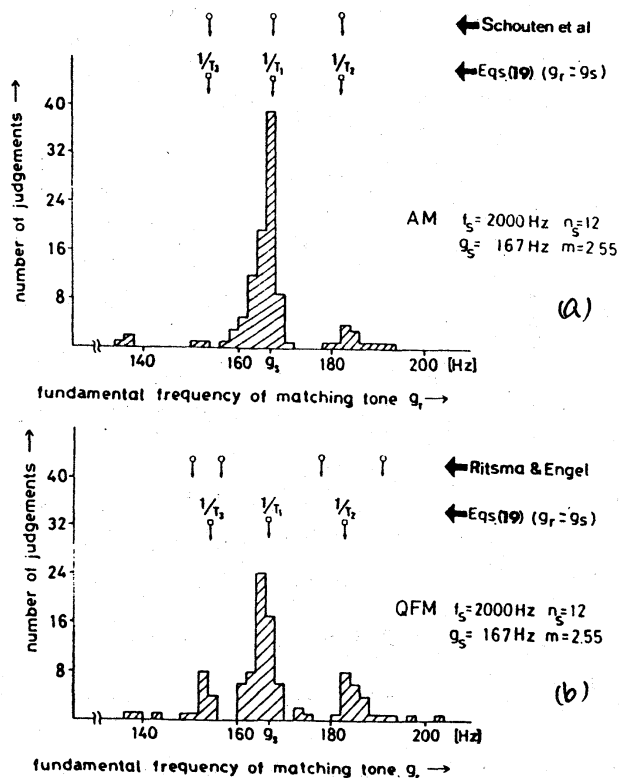 Schouten et al
1/T3 1/T1 1/T2
Eqs(19) (gr = gs)
number of judgements →
40
32
24
16
8
AM fs = 2000 Hz ns = 12
gs = 167 Hz m = 2.55
(a)
140 160 gs 180 200 [Hz]
fundamental frequency of matching tone gr →
Ritsma & Engel
1/T3 1/T1 1/T2
Eqs(19) (gr = gs)
number of judgements →
40
32
24
16
8
QFM fs = 2000 Hz ns = 12
gs = 167 Hz m = 2.55
(b)
140 160 gs 180 200 [Hz]
fundamental frequency of matching tone gr →